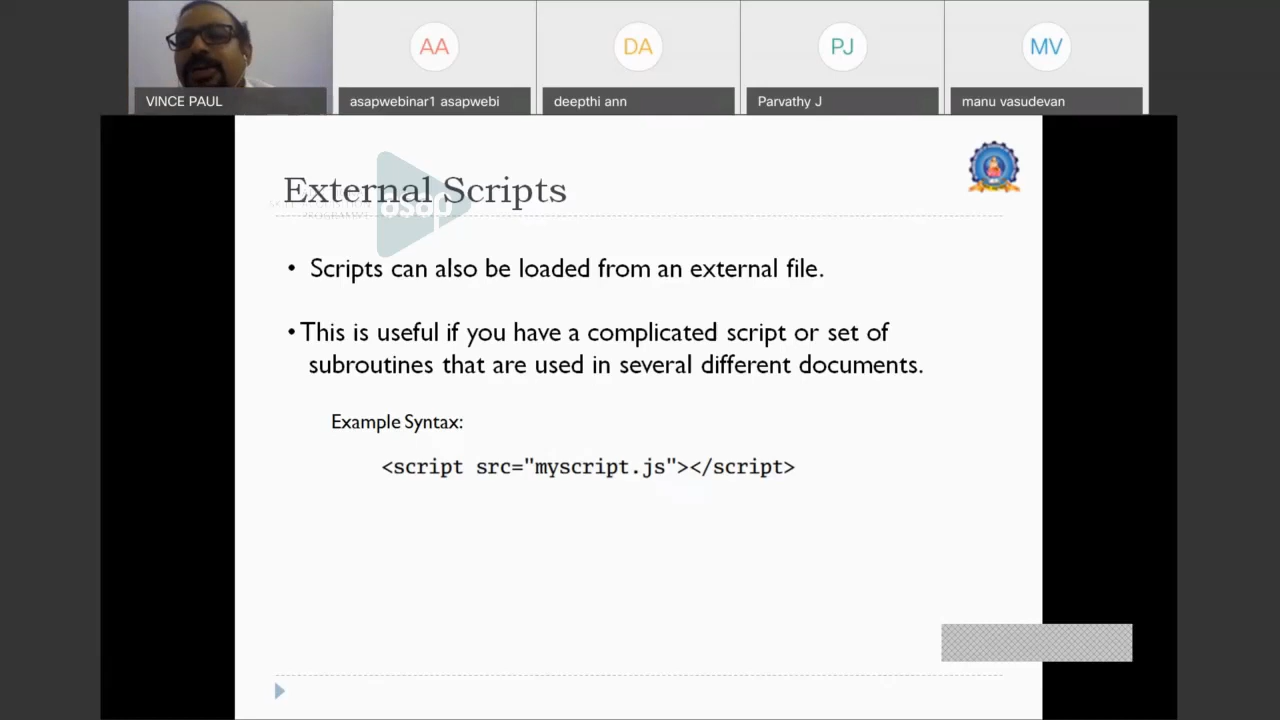 AA
DA
PJ
MV
VINCE PAUL
asapwebinar1 asapwebi
deepthi ann
Parvathy J
manu vasudevan
External Scripts
asap
• Scripts can also be loaded from an external file.
• This is useful if you have a complicated script or set of
subroutines that are used in several different documents.
Example Syntax:
<script src="myscript.js"></script>